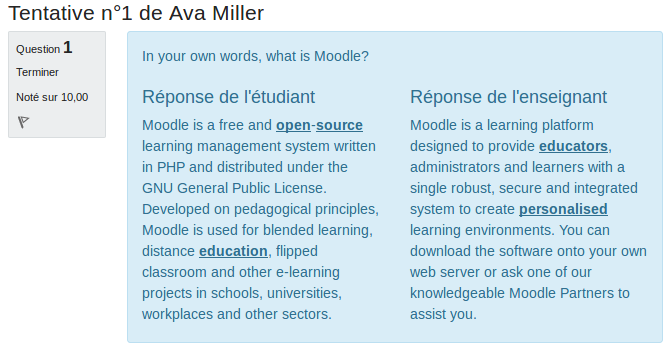 Tentative n°1 de Ava Miller
Question 1
Terminer
Noté sur 10,00
In your own words, what is Moodle?
Réponse de l'étudiant
Moodle is a free and open-source
learning management system written
in PHP and distributed under the
GNU General Public License.
Developed on pedagogical principles,
Moodle is used for blended learning,
distance education, flipped
classroom and other e-learning
projects in schools, universities,
workplaces and other sectors.
Réponse de l'enseignant
Moodle is a learning platform
designed to provide educators,
administrators and learners with a
single robust, secure and integrated
system to create personalised
learning environments. You can
download the software onto your own
web server or ask one of our
knowledgeable Moodle Partners to
assist you.